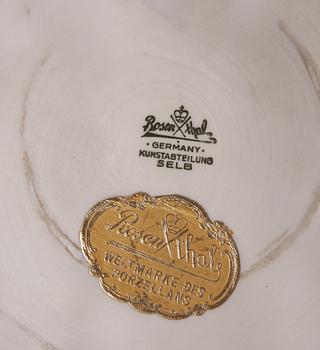 Rosenthal
· GERMANY ·
KUNSTABTEILUNG
SELB
Rosenthal
WELTMARKE DES
PORZELLANS